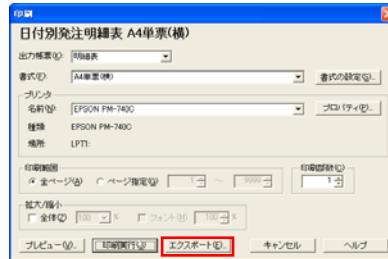 印刷
日付別発注明細表 A4単票(横)
出力帳票(K): 明細表
書式(E): A4単票(横) 書式の設定(S)...
プリンタ
名前(N): EPSON PM-740C プロパティ(P)...
種類 EPSON PM-740C
場所 LPT1:
印刷範囲 印刷部数(C)
全ページ(A) ページ指定(G) 1 ～ 9999 1
拡大/縮小
全体(Z) 100 % フォント(H) 100 %
プレビュー(V)... 印刷実行(J) エクスポート(E)... キャンセル ヘルプ